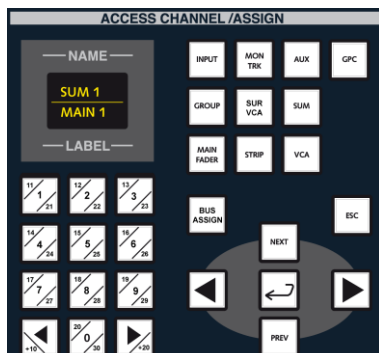 ACCESS CHANNEL /ASSIGN
NAME
SUM 1
MAIN 1
LABEL
INPUT
MON
TRK
AUX
GPC
GROUP
SUR
VCA
SUM
MAIN
FADER
STRIP
VCA
BUS
ASSIGN
ESC
NEXT
PREV
11 1 21
12 2 22
13 3 23
14 4 24
15 5 25
16 6 26
17 7 27
18 8 28
19 9 29
+10
20 0 30
+20